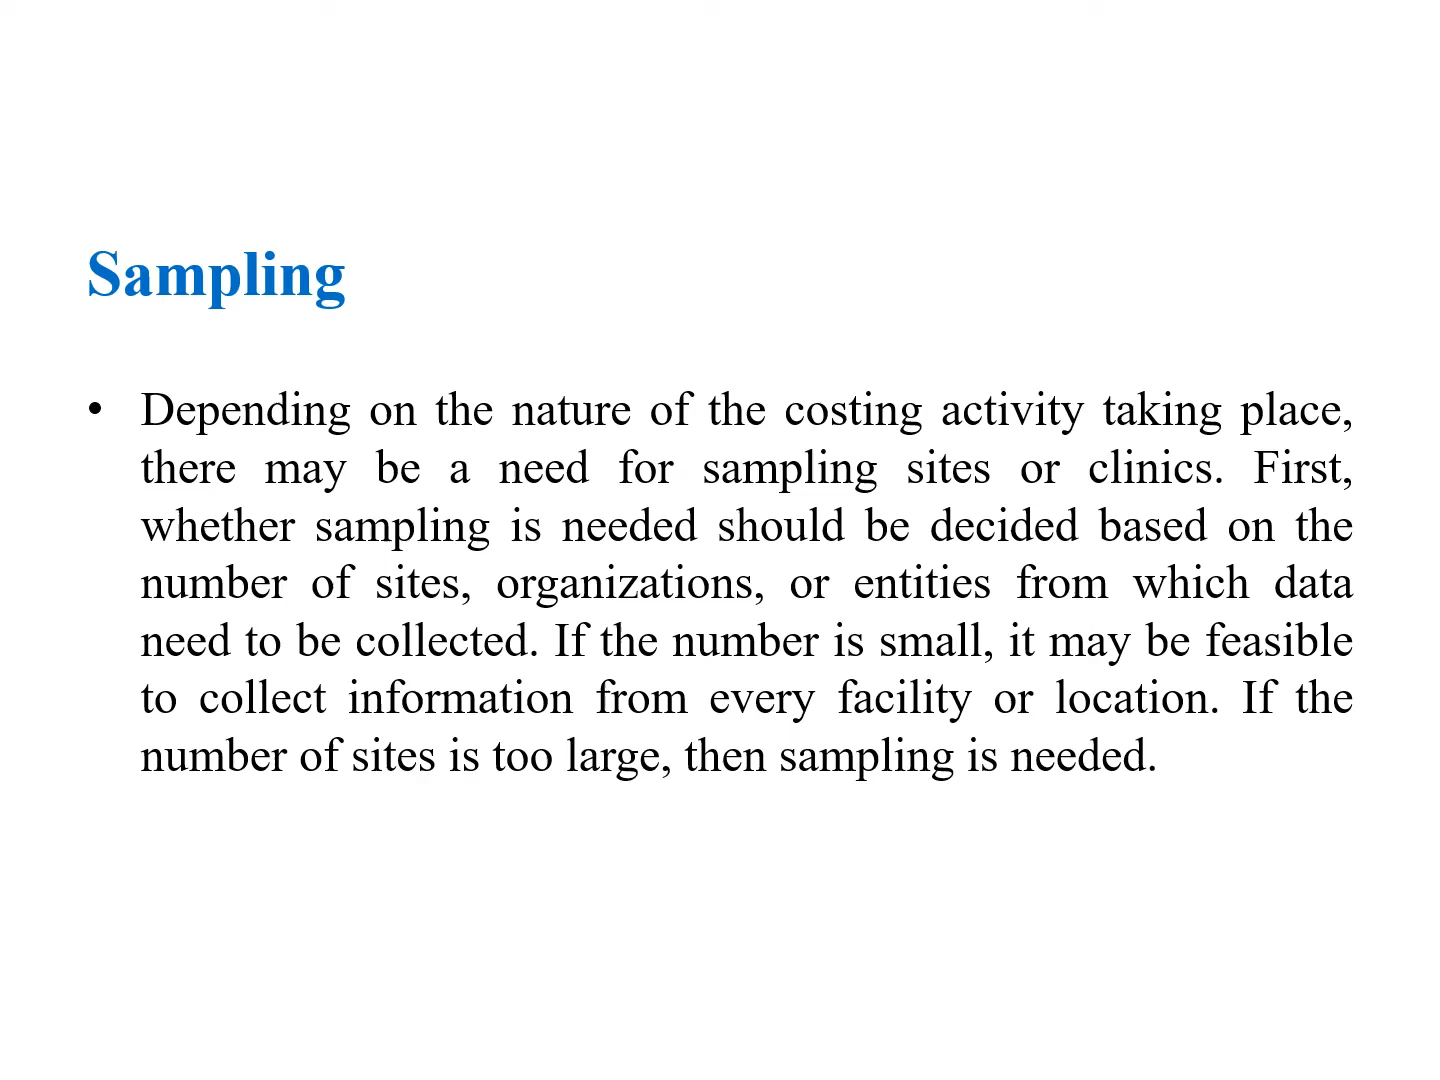 Sampling
• Depending on the nature of the costing activity taking place,
there may be a need for sampling sites or clinics. First,
whether sampling is needed should be decided based on the
number of sites, organizations, or entities from which data
need to be collected. If the number is small, it may be feasible
to collect information from every facility or location. If the
number of sites is too large, then sampling is needed.